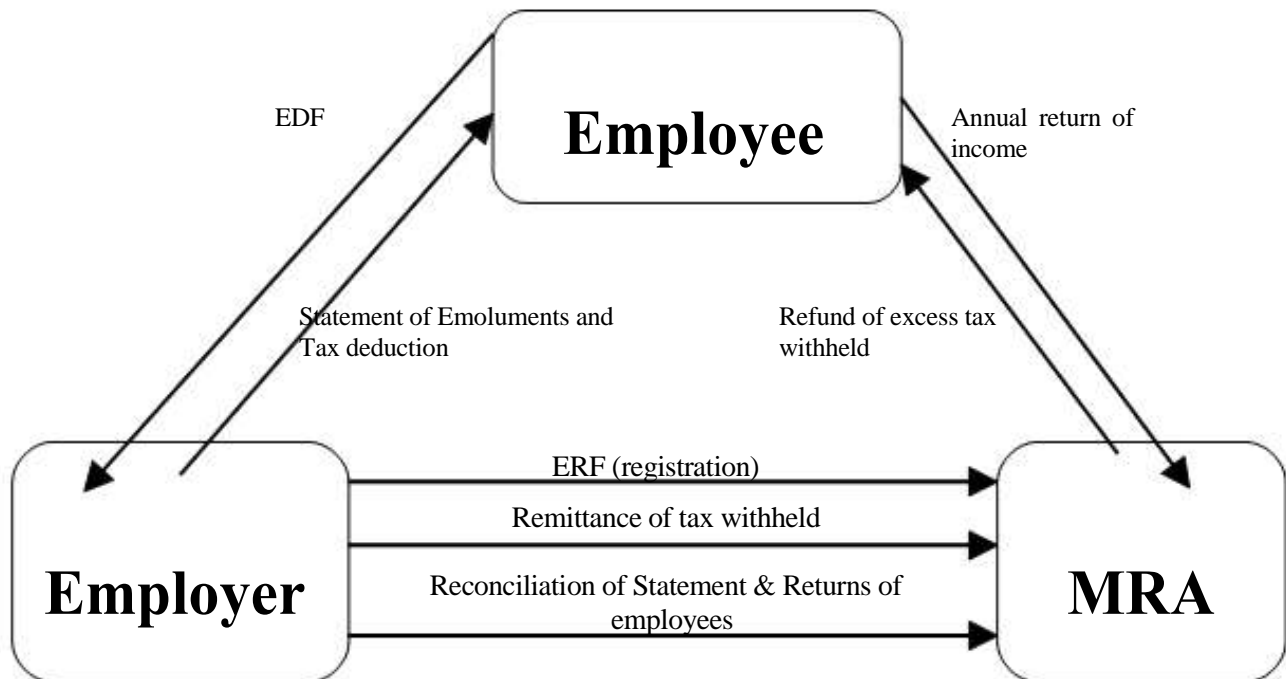 EDF
Employee
Annual return of
income
Statement of Emoluments and
Tax deduction
Refund of excess tax
withheld
ERF (registration)
Remittance of tax withheld
Employer
Reconciliation of Statement & Returns of
employees
MRA